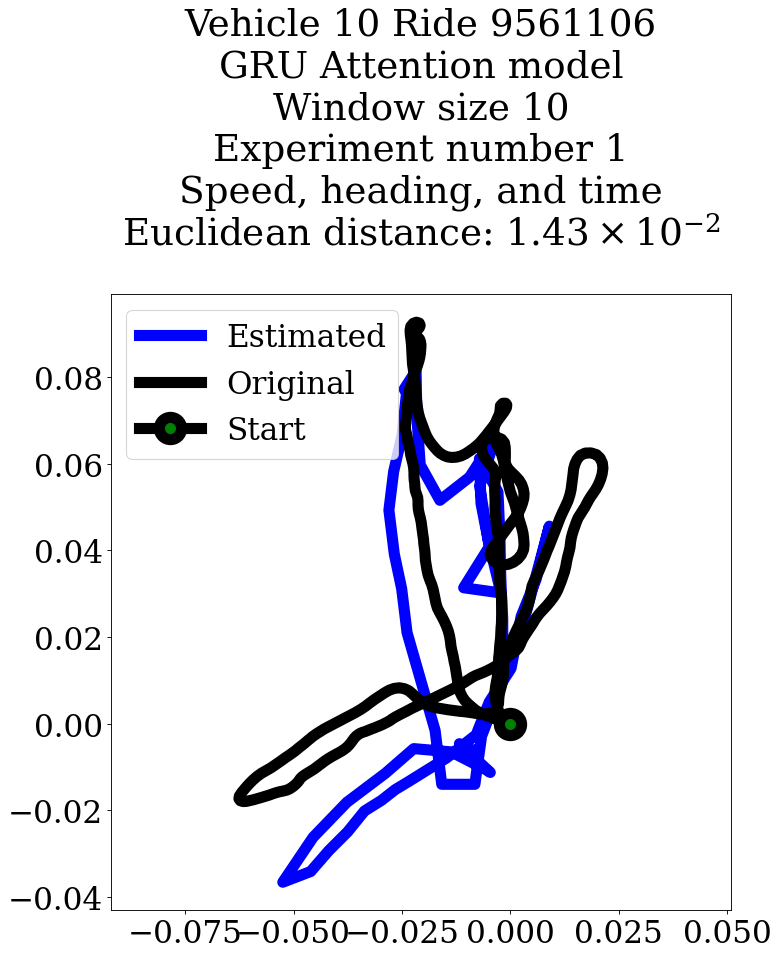 Vehicle 10 Ride 9561106
GRU Attention model
Window size 10
Experiment number 1
Speed, heading, and time
Euclidean distance: 1.43 × 10⁻²
Estimated
Original
Start
0.08
0.06
0.04
0.02
0.00
−0.02
−0.04
−0.075 −0.050 −0.025 0.000 0.025 0.050